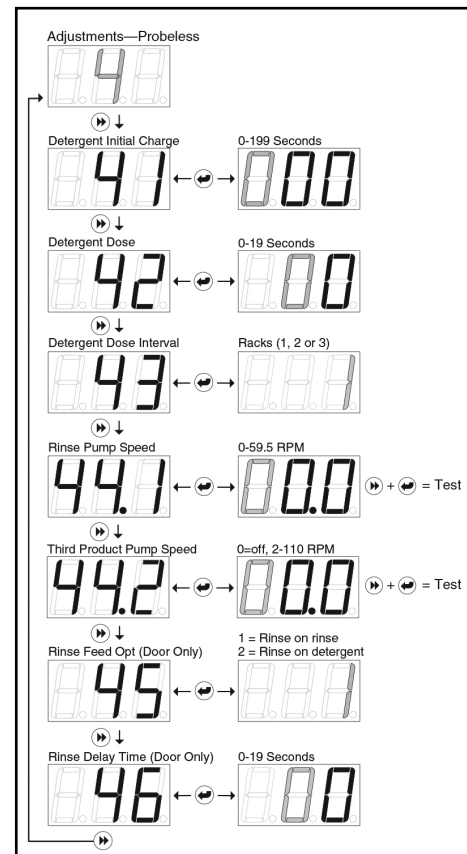 Adjustments—Probeless
4
Detergent Initial Charge 0-199 Seconds
41 000
Detergent Dose 0-19 Seconds
42 00
Detergent Dose Interval Racks (1, 2 or 3)
43 1
Rinse Pump Speed 0-59.5 RPM
44.1 00.0 + = Test
Third Product Pump Speed 0=off, 2-110 RPM
44.2 00.0 + = Test
1 = Rinse on rinse
2 = Rinse on detergent
Rinse Feed Opt (Door Only)
45 1
Rinse Delay Time (Door Only) 0-19 Seconds
46 00